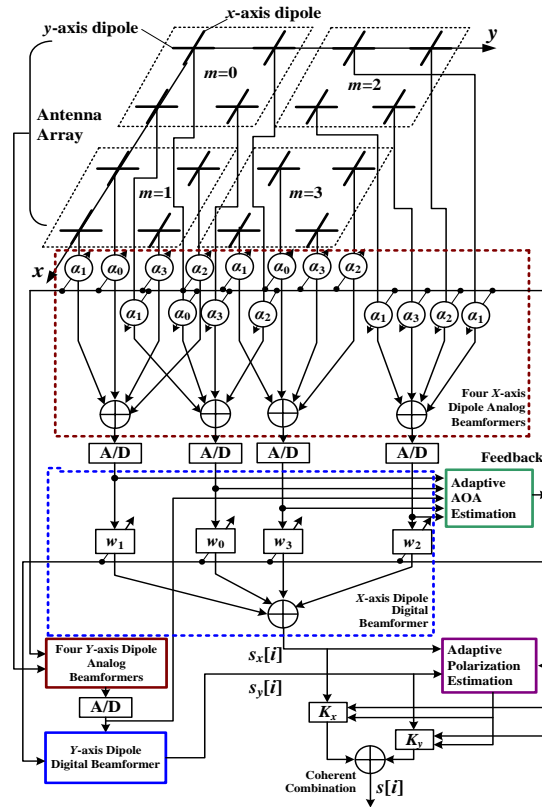 x-axis dipole
y-axis dipole
y
m=0
m=2
Antenna
Array
m=1
m=3
x
α1 α0 α3 α2 α1 α0 α3 α2
α1 α0 α3 α2 α1 α3 α2 α1
Four X-axis
Dipole Analog
Beamformers
A/D A/D A/D A/D
Feedback
Adaptive
AOA
Estimation
w1 w0 w3 w2
X-axis Dipole
Digital
Beamformer
sx[i]
Four Y-axis Dipole
Analog
Beamformers
sy[i]
Adaptive
Polarization
Estimation
A/D
Kx
Ky
Y-axis Dipole
Digital Beamformer
Coherent
Combination
s[i]